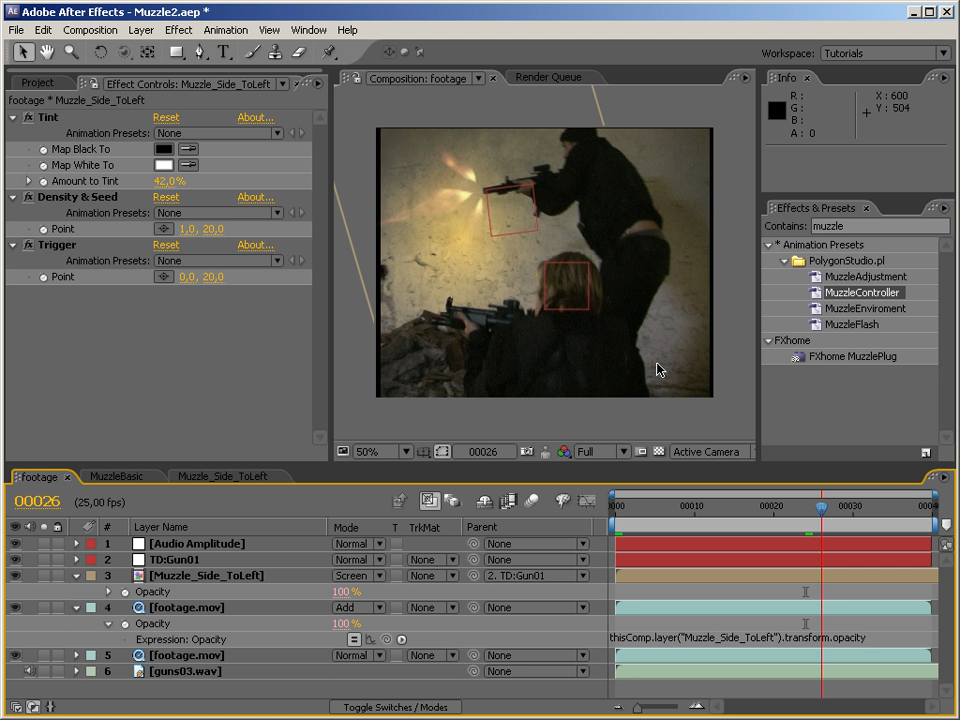 Adobe After Effects - Muzzle2.aep *
File Edit Composition Layer Effect Animation View Window Help
Workspace: Tutorials
Project Effect Controls: Muzzle_Side_ToLeft
footage * Muzzle_Side_ToLeft
Tint Reset About...
Animation Presets: None
Map Black To
Map White To
Amount to Tint 42,0%
Density & Seed Reset About...
Animation Presets: None
Point 1,0, 20,0
Trigger Reset About...
Animation Presets: None
Point 0,0, 20,0
Composition: footage Render Queue
50% 00026 Full Active Camera
Info
R: X: 600
G: Y: 504
B:
A: 0
Effects & Presets
Contains: muzzle
* Animation Presets
PolygonStudio.pl
MuzzleAdjustment
MuzzleController
MuzzleEnviroment
MuzzleFlash
FXhome
FXhome MuzzlePlug
footage MuzzleBasic Muzzle_Side_ToLeft
00026 (25,00 fps)
0000 00010 00020 00030 0004
# Layer Name Mode T TrkMat Parent
1 [Audio Amplitude] Normal None
2 TD:Gun01 Normal None None
3 [Muzzle_Side_ToLeft] Screen None 2. TD:Gun01
Opacity 100 %
4 [footage.mov] Add None None
Opacity 100 %
Expression: Opacity thisComp.layer("Muzzle_Side_ToLeft").transform.opacity
5 [footage.mov] Normal None None
6 [guns03.wav] None
Toggle Switches / Modes